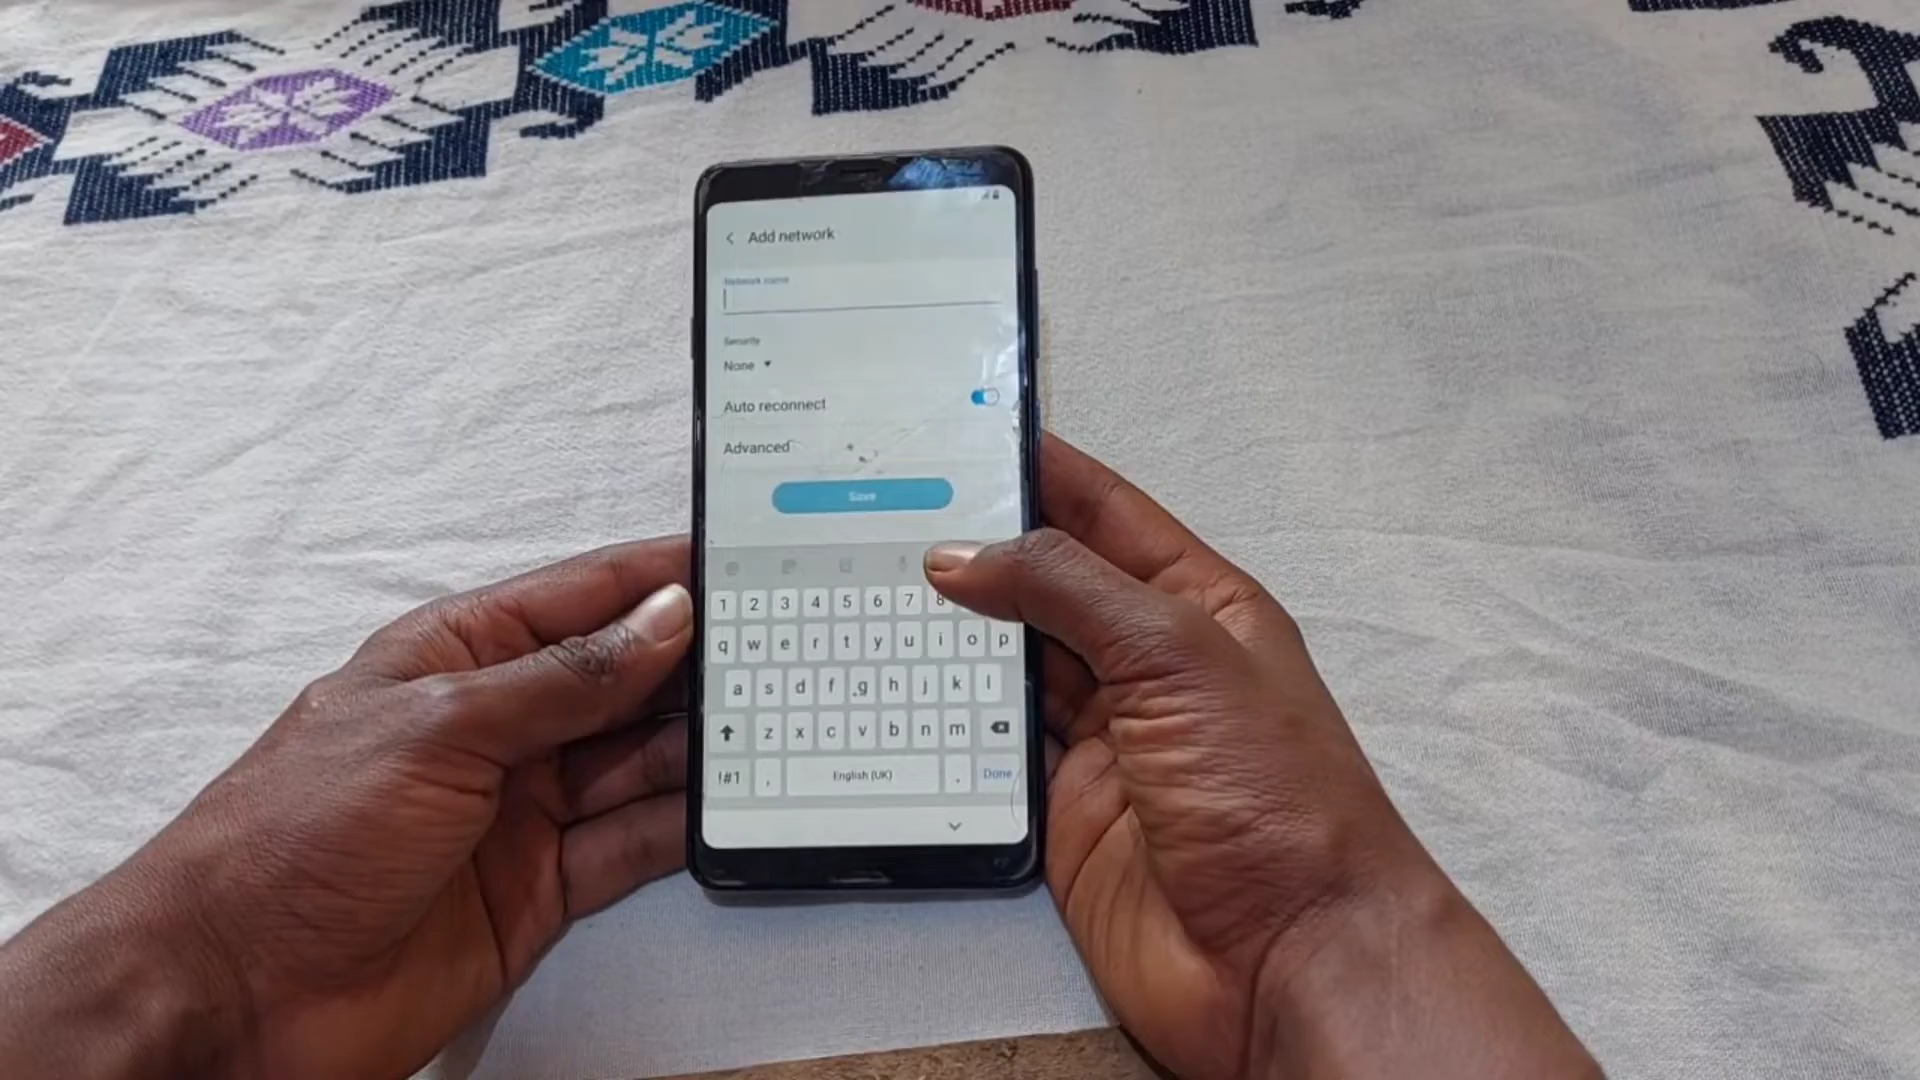 Add network
Network name
Security
None
Auto reconnect
Advanced
Save
1 2 3 4 5 6 7 8
q w e r t y u i o p
a s d f g h j k l
z x c v b n m
!#1 , English (UK) . Done